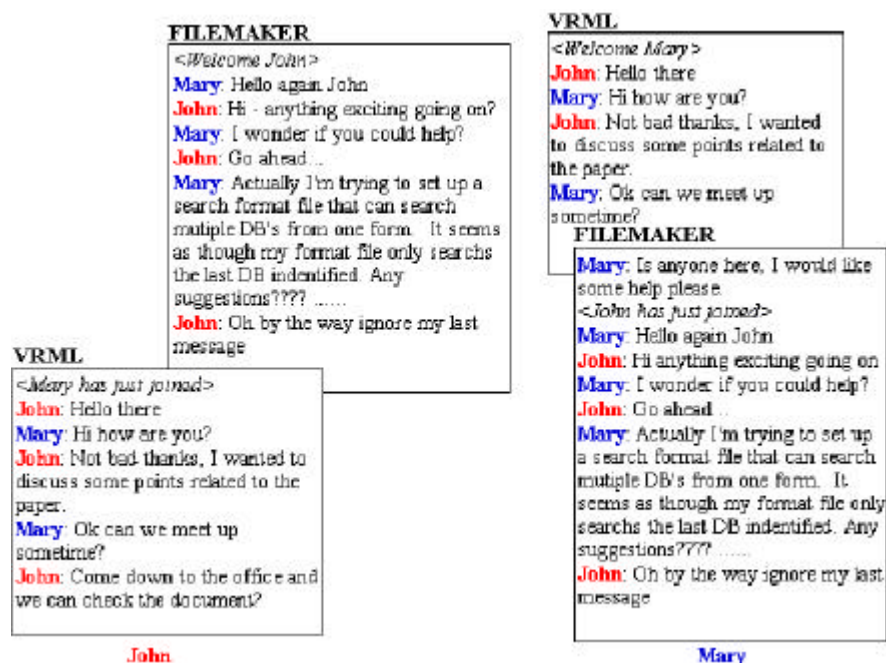 FILEMAKER
<Welcome John>
Mary: Hello again John
John: Hi - anything exciting going on?
Mary: I wonder if you could help?
John: Go ahead...
Mary: Actually I'm trying to set up a
search format file that can search
mutiple DB's from one form. It seems
as though my format file only searchs
the last DB indentified. Any
suggestions???? ......
John: Oh by the way ignore my last
message
VRML
<Mary has just joined>
John: Hello there
Mary: Hi how are you?
John: Not bad thanks, I wanted to
discuss some points related to the
paper.
Mary: Ok can we meet up
sometime?
John: Come down to the office and
we can check the document?
John
VRML
<Welcome Mary>
John: Hello there
Mary: Hi how are you?
John: Not bad thanks, I wanted
to discuss some points related to
the paper.
Mary: Ok can we meet up
sometime?
FILEMAKER
Mary: Is anyone here, I would like
some help please.
<John has just joined>
Mary: Hello again John
John: Hi anything exciting going on
Mary: I wonder if you could help?
John: Go ahead...
Mary: Actually I'm trying to set up
a search format file that can search
mutiple DB's from one form. It
seems as though my format file only
searchs the last DB indentified. Any
suggestions???? .......
John: Oh by the way ignore my last
message
Mary